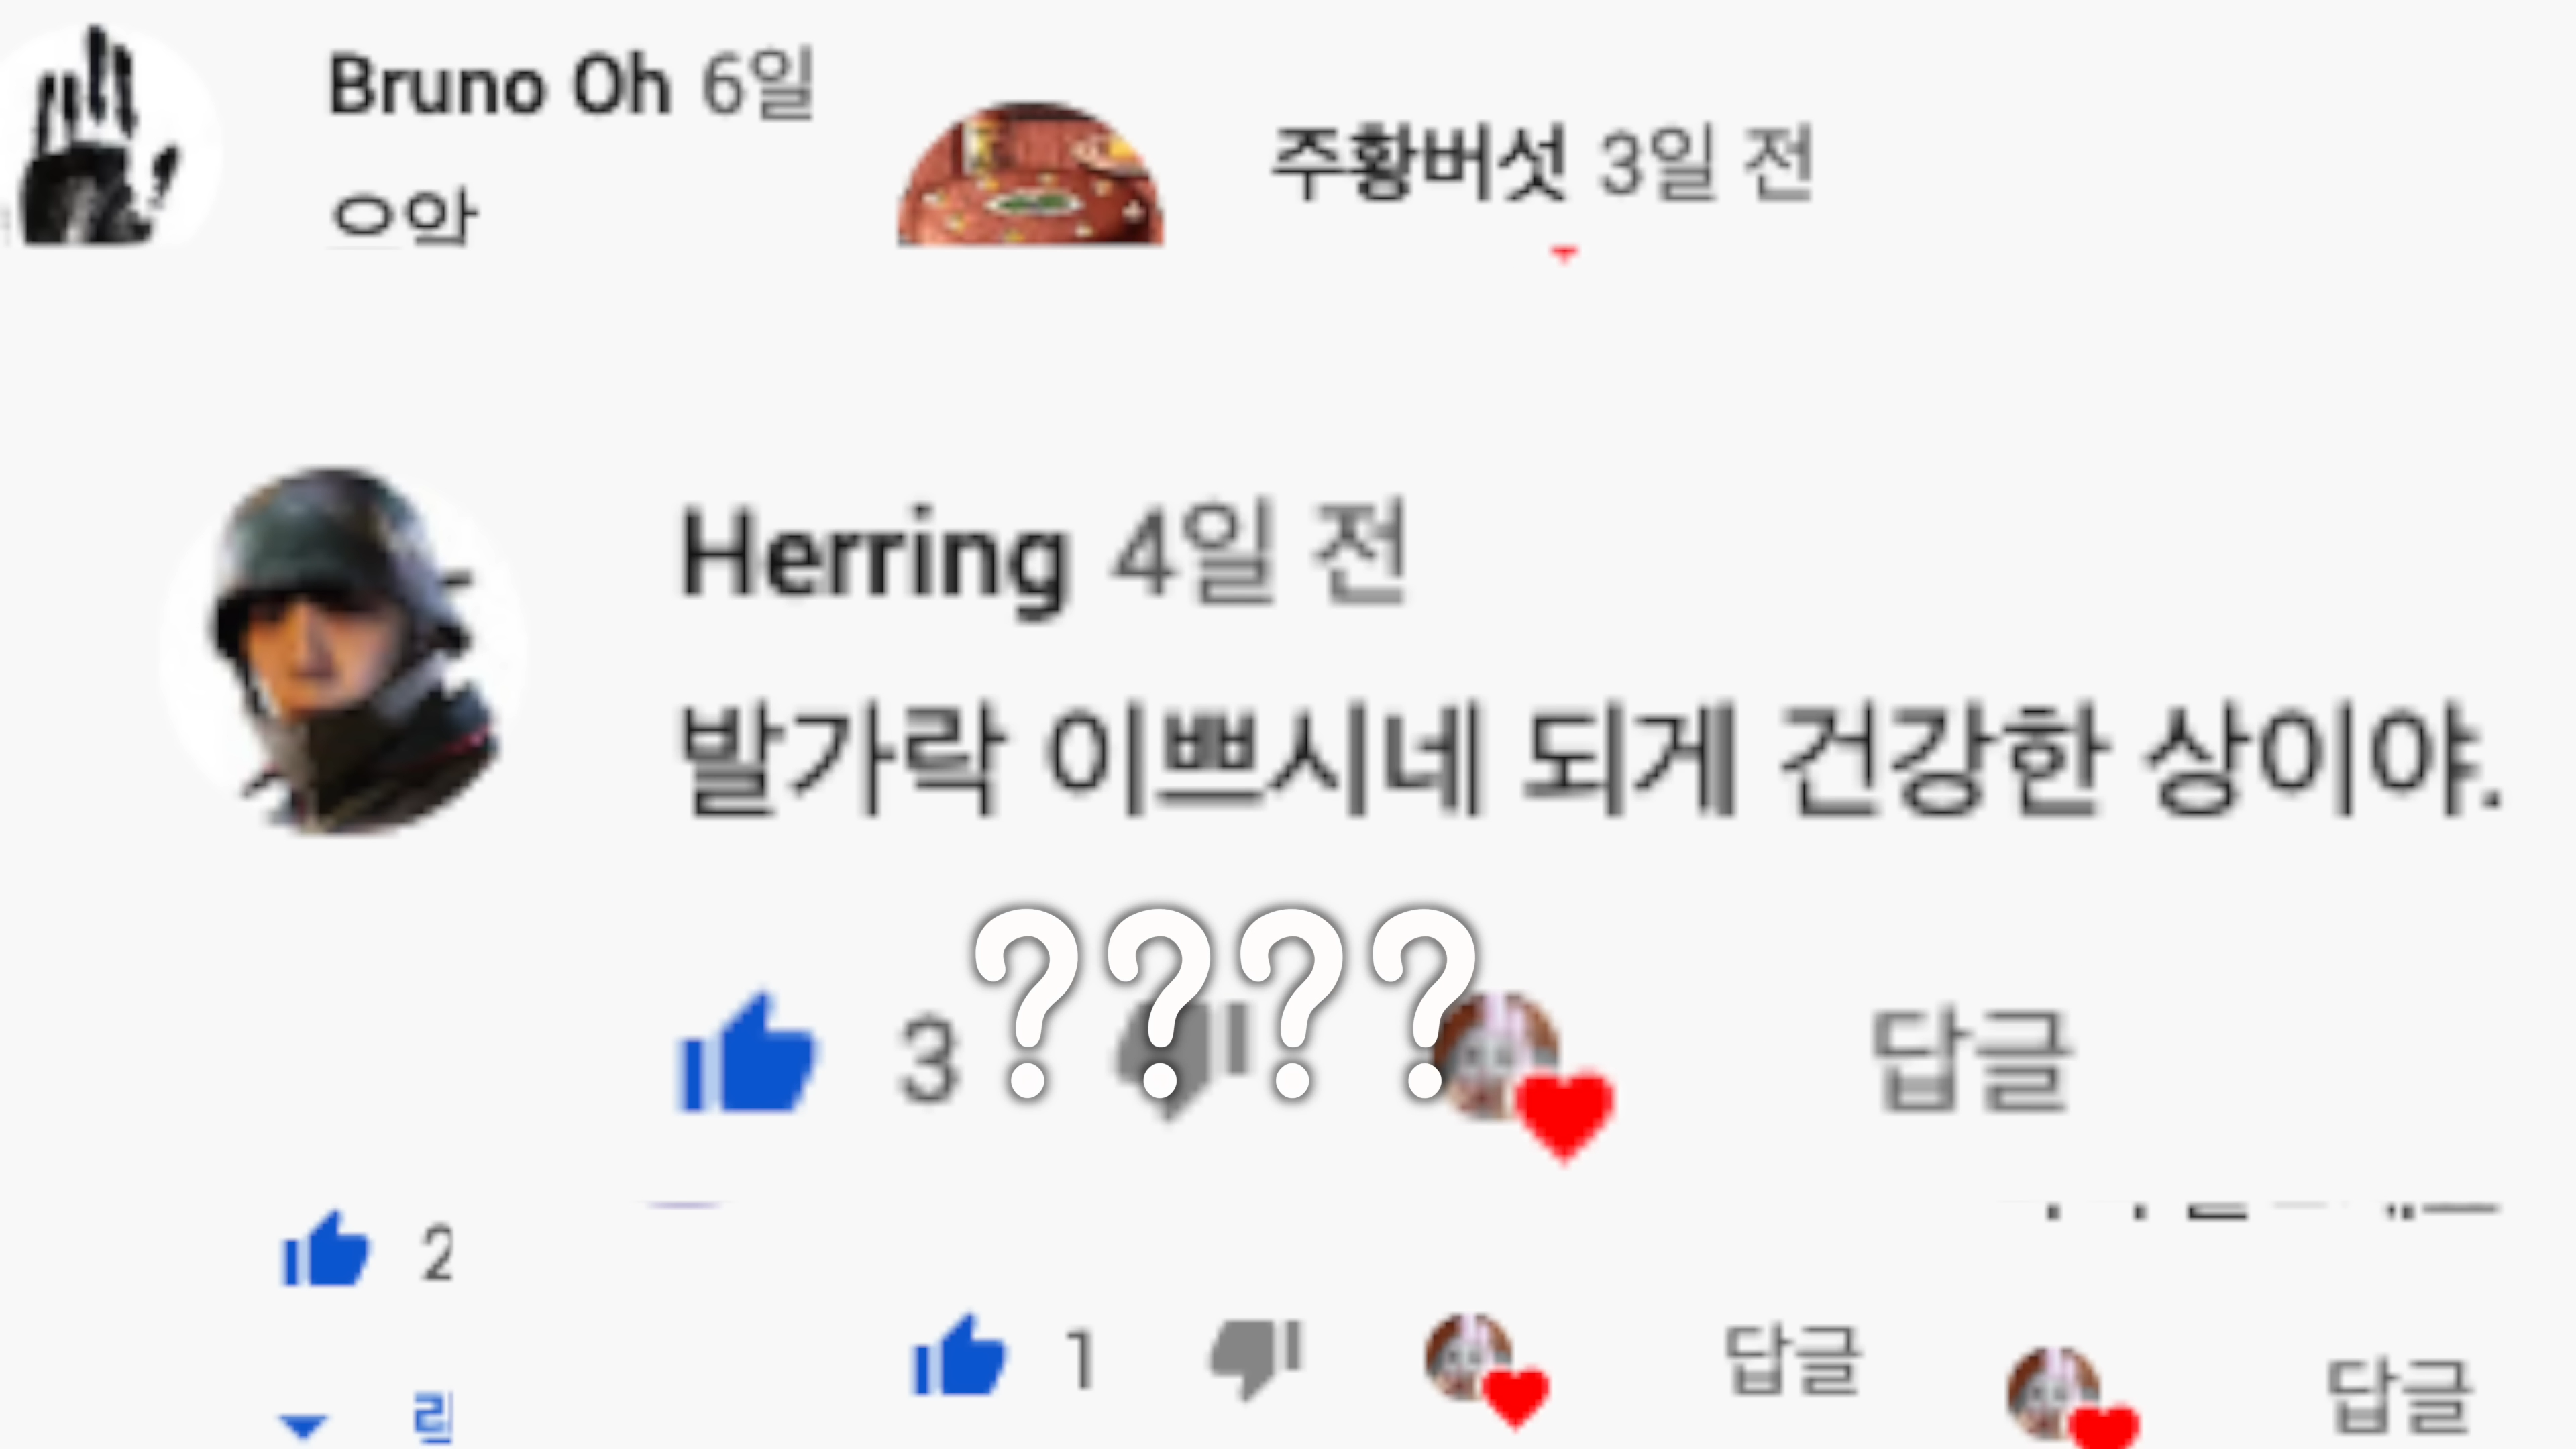 Bruno Oh 6일
으악
주황버섯 3일 전
Herring 4일 전
발가락 이쁘시네 되게 건강한 상이야.
????
3
답글
2
1
답글
답글